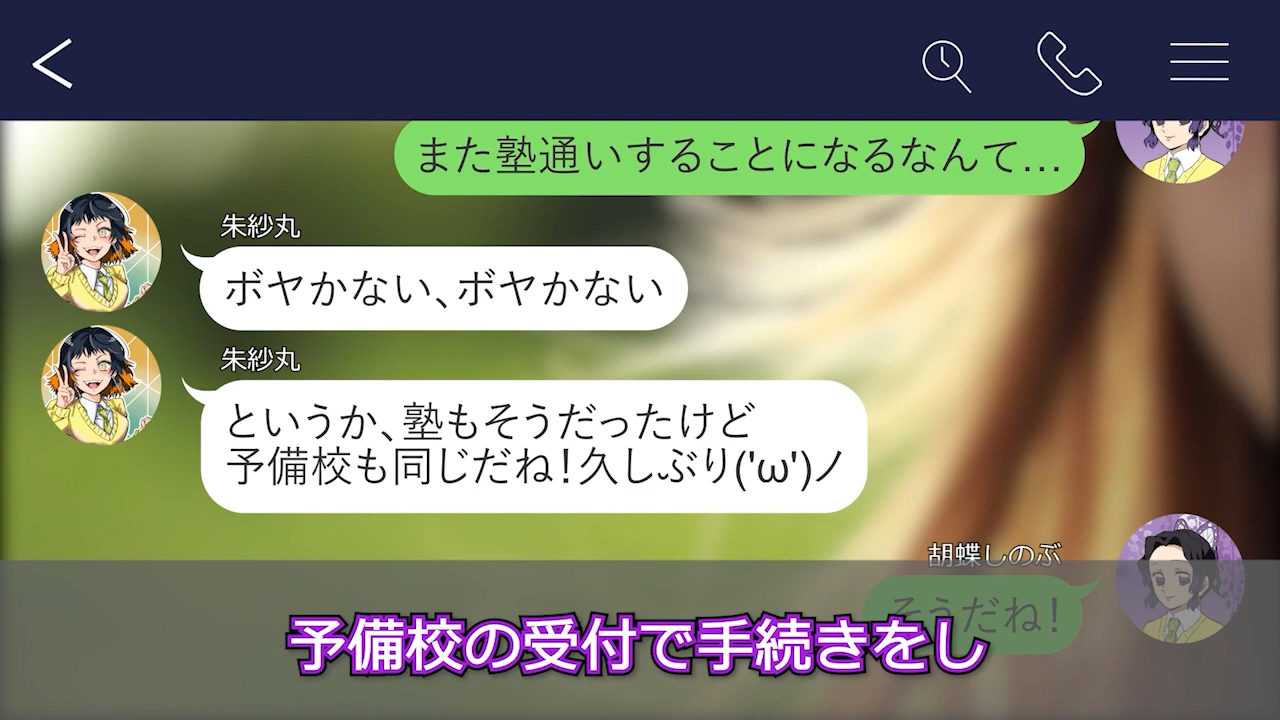 また塾通いすることになるなんて…
朱紗丸
ボヤかない、ボヤかない
朱紗丸
というか、塾もそうだったけど
予備校も同じだね!久しぶり('ω')ノ
胡蝶しのぶ
そうだね!
予備校の受付で手続きをし